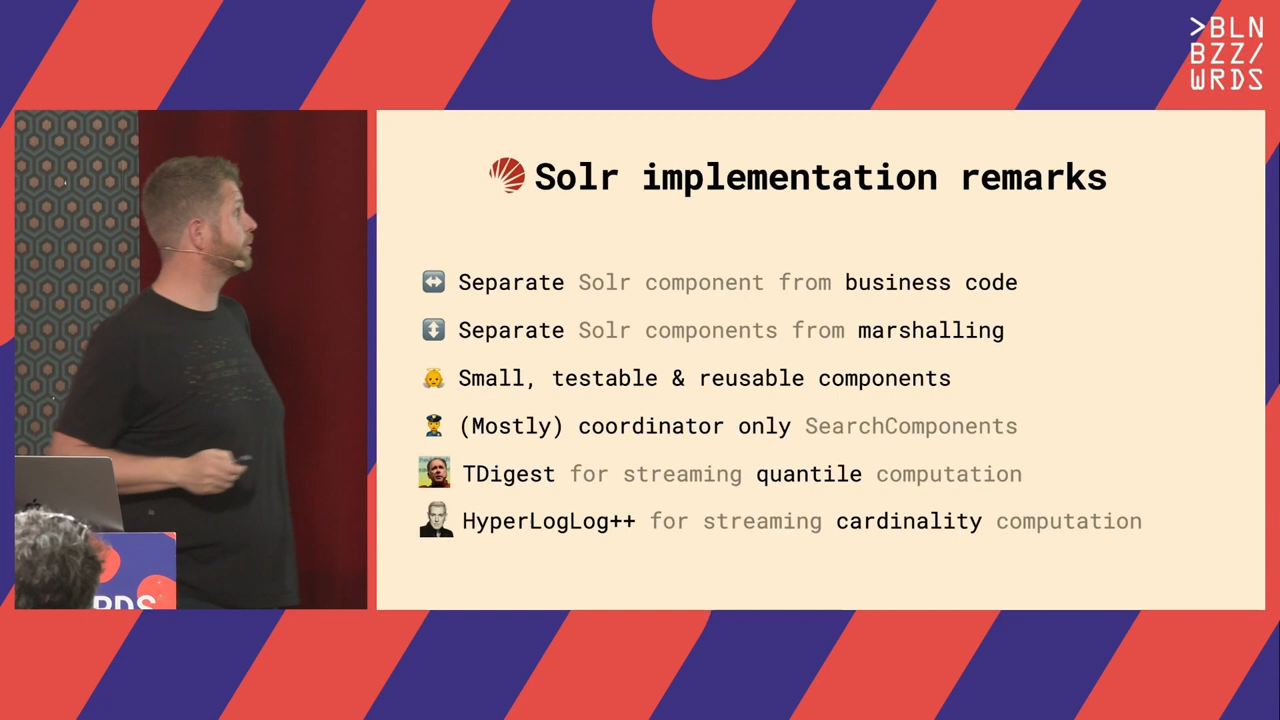 >BLN
BZZ/
WRDS
Solr implementation remarks
Separate Solr component from business code
Separate Solr components from marshalling
Small, testable & reusable components
(Mostly) coordinator only SearchComponents
TDigest for streaming quantile computation
HyperLogLog++ for streaming cardinality computation
RDS